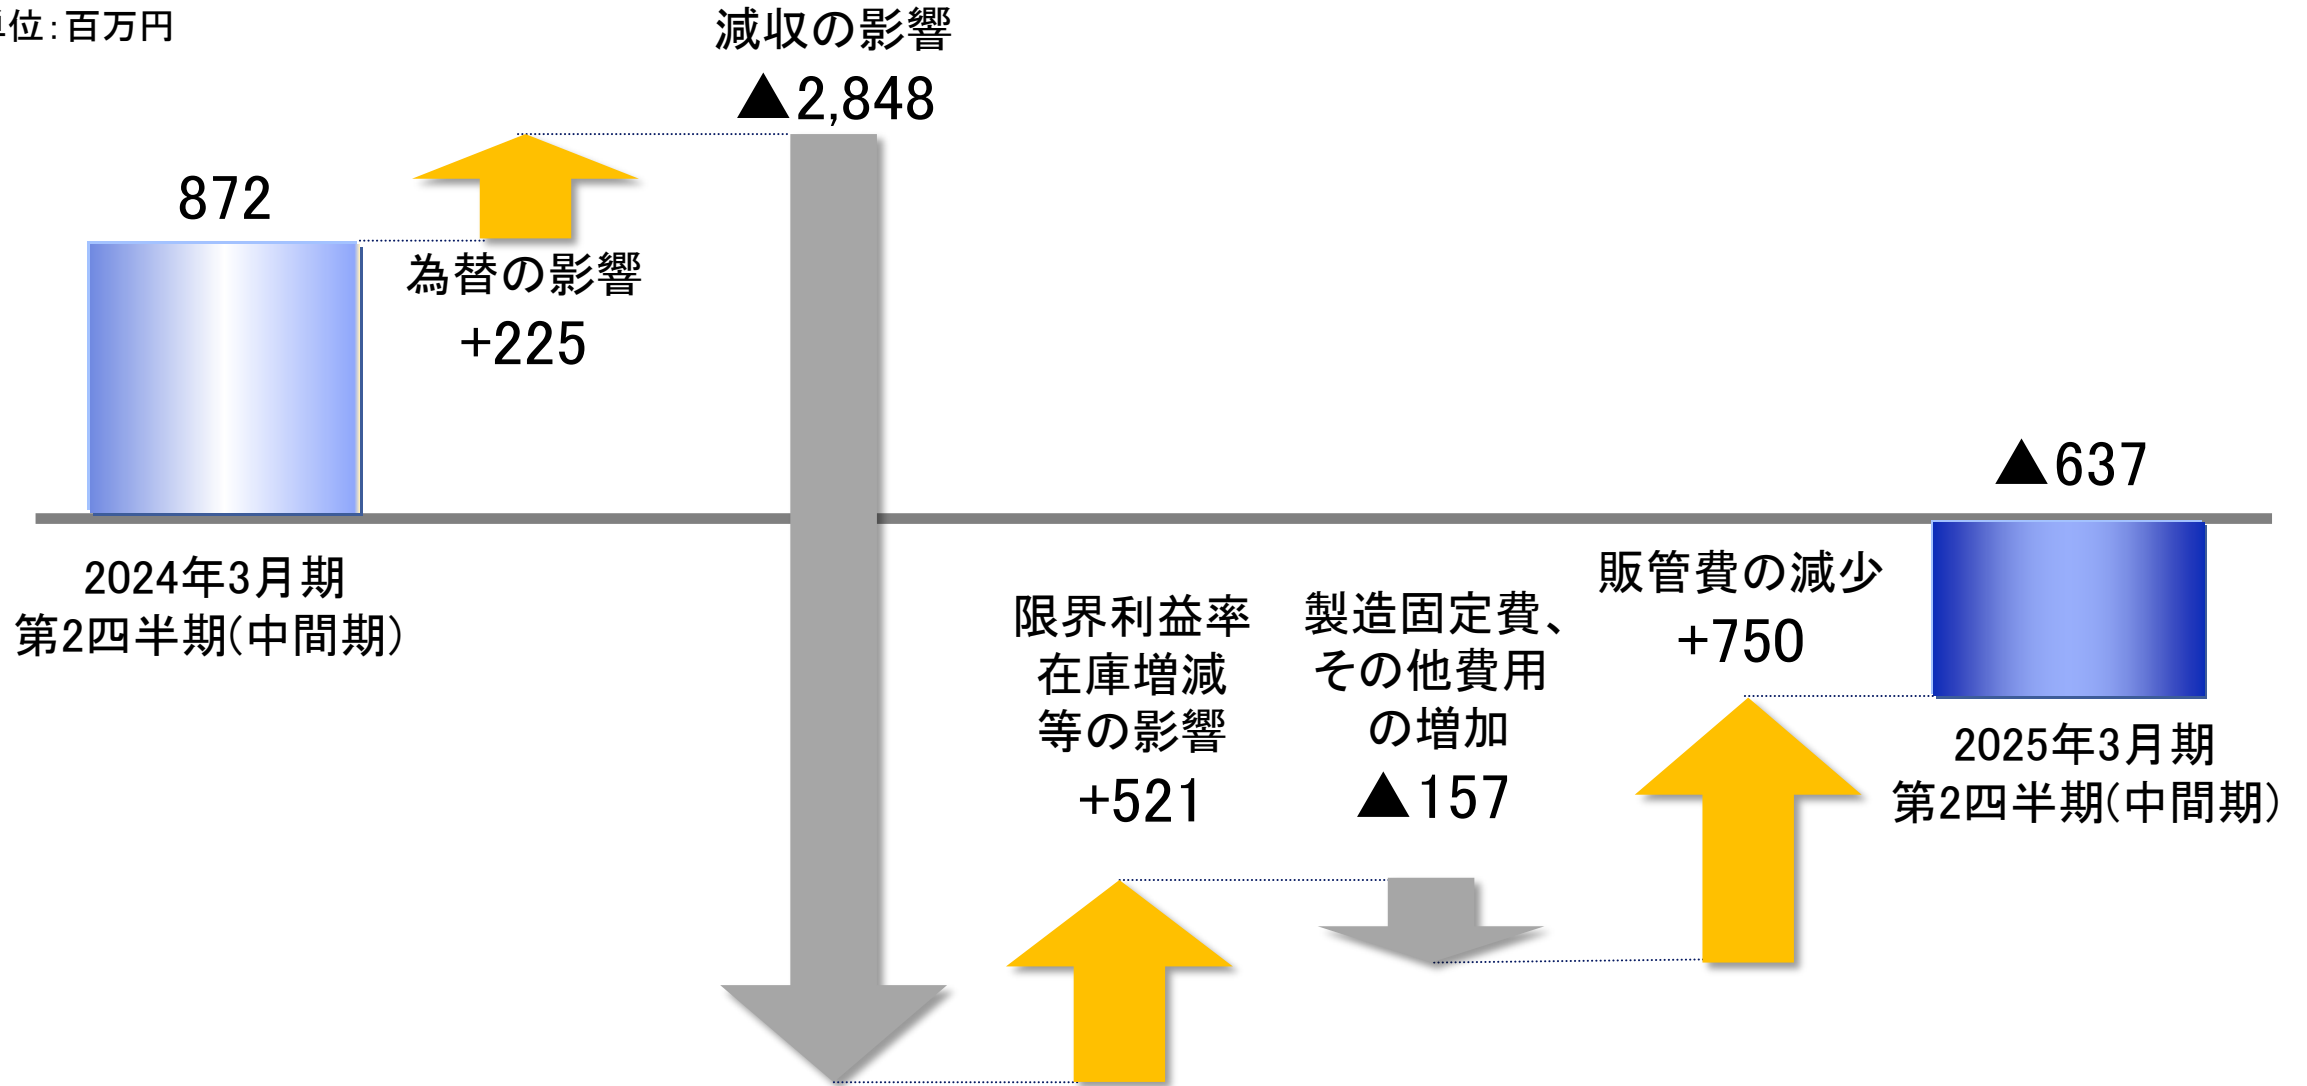 位：百万円
減収の影響
▲2,848
872
為替の影響
+225
▲637
2024年3月期
第2四半期(中間期)
限界利益率
在庫増減
等の影響
+521
製造固定費、
その他費用
の増加
▲157
販管費の減少
+750
2025年3月期
第2四半期(中間期)